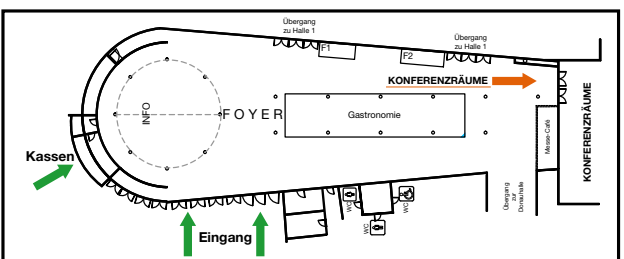 Übergang
zu Halle 1
F1
F2
Übergang
zu Halle 1
KONFERENZRÄUME
INFO
FOYER
Gastronomie
Messe-Café
KONFERENZRÄUME
Kassen
Eingang
WC
WC
WC
Übergang
zur
Donauhalle